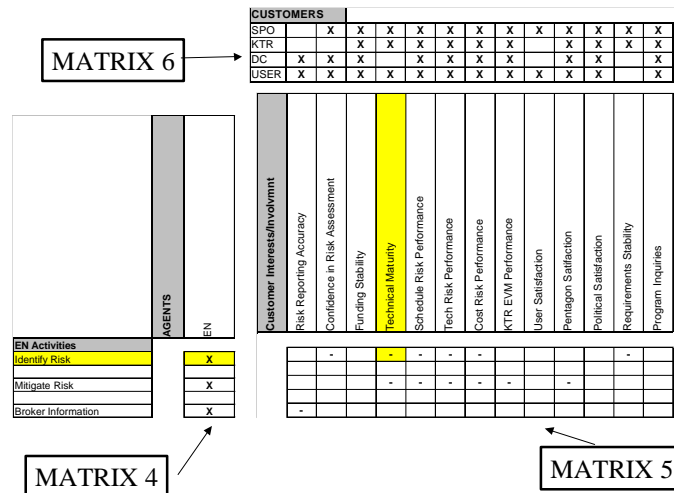 CUSTOMERS
SPO X X X X X X X X X X X X
KTR X X X X X X X X X X
DC X X X X X X X X X X
USER X X X X X X X X X X X X
MATRIX 6
AGENTS
EN
Customer Interests/Involvmnt
Risk Reporting Accuracy
Confidence in Risk Assessment
Funding Stability
Technical Maturity
Schedule Risk Performance
Tech Risk Performance
Cost Risk Performance
KTR EVM Performance
User Satisfaction
Pentagon Satifaction
Political Satisfaction
Requirements Stability
Program Inquiries
EN Activities
Identify Risk X - - - - - -
Mitigate Risk X - - - - - -
Broker Information X -
MATRIX 4
MATRIX 5